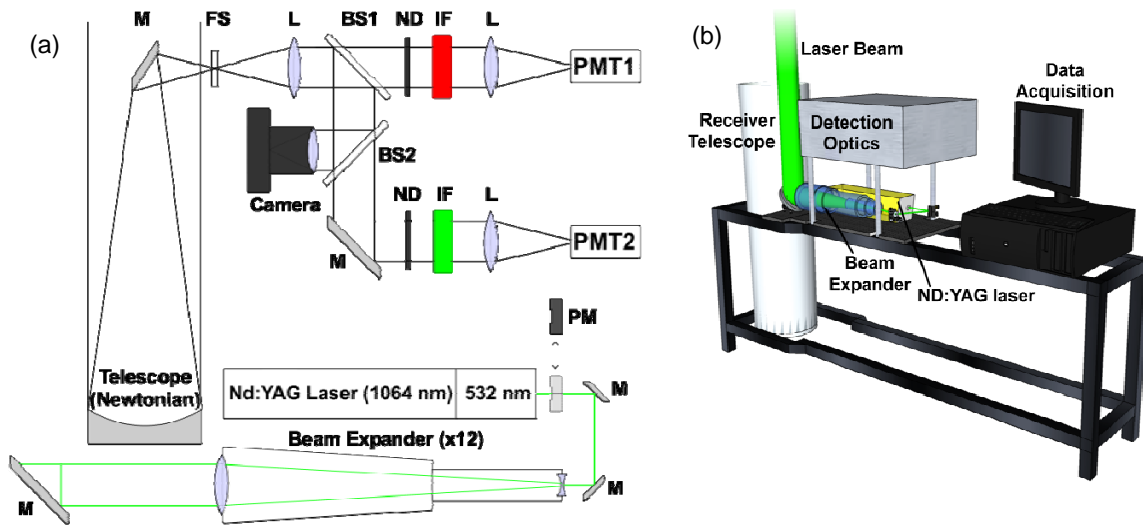 (a)
M
FS
L
BS1
ND
IF
L
PMT1
BS2
Camera
ND
IF
L
PMT2
M
Telescope
(Newtonian)
PM
Nd:YAG Laser (1064 nm)
532 nm
M
Beam Expander (x12)
M
M
(b)
Laser Beam
Data
Acquisition
Receiver
Telescope
Detection
Optics
Beam
Expander
ND:YAG laser